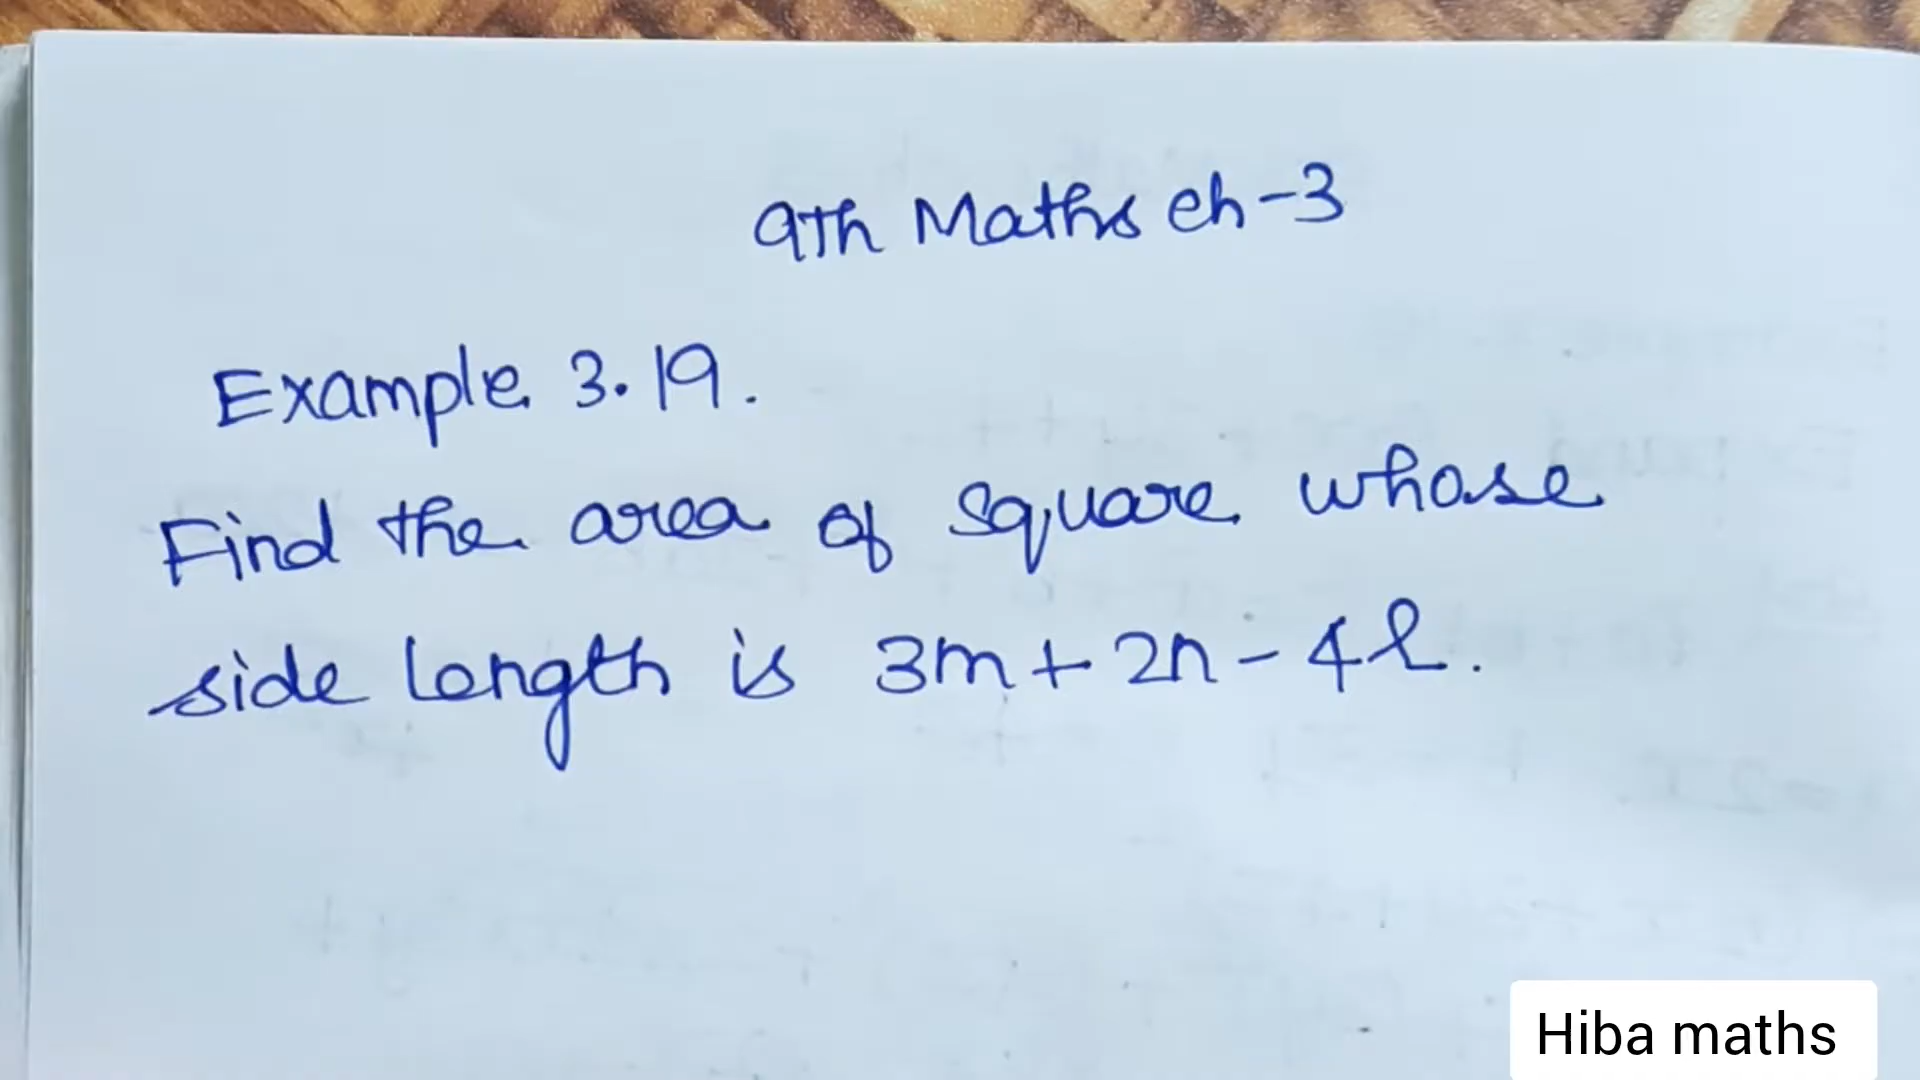 9Th Maths ch-3
Example 3.19.
Find the area of square whose
side length is 3m + 2n - 4l.
Hiba maths